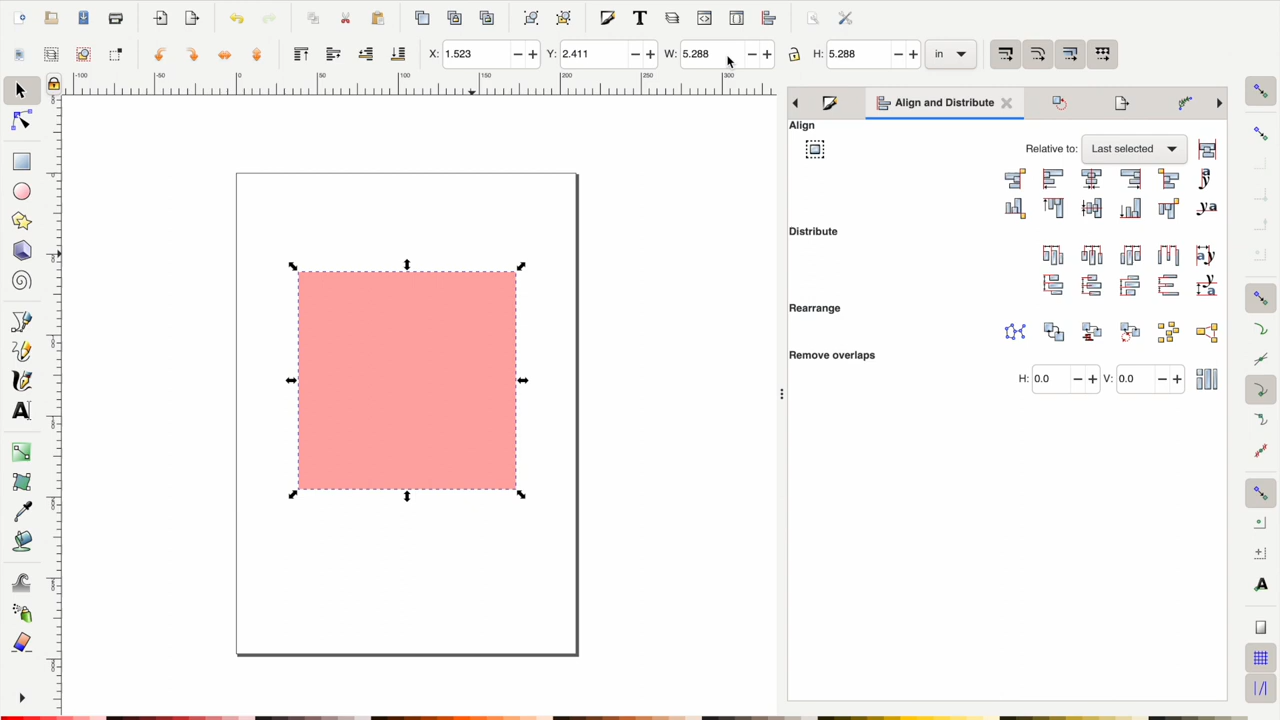 X: 1.523 Y: 2.411 W: 5.288 H: 5.288 in
-100 -50 0 50 100 150 200 250 300
Align and Distribute
Align
Relative to: Last selected
Distribute
Rearrange
Remove overlaps
H: 0.0 V: 0.0